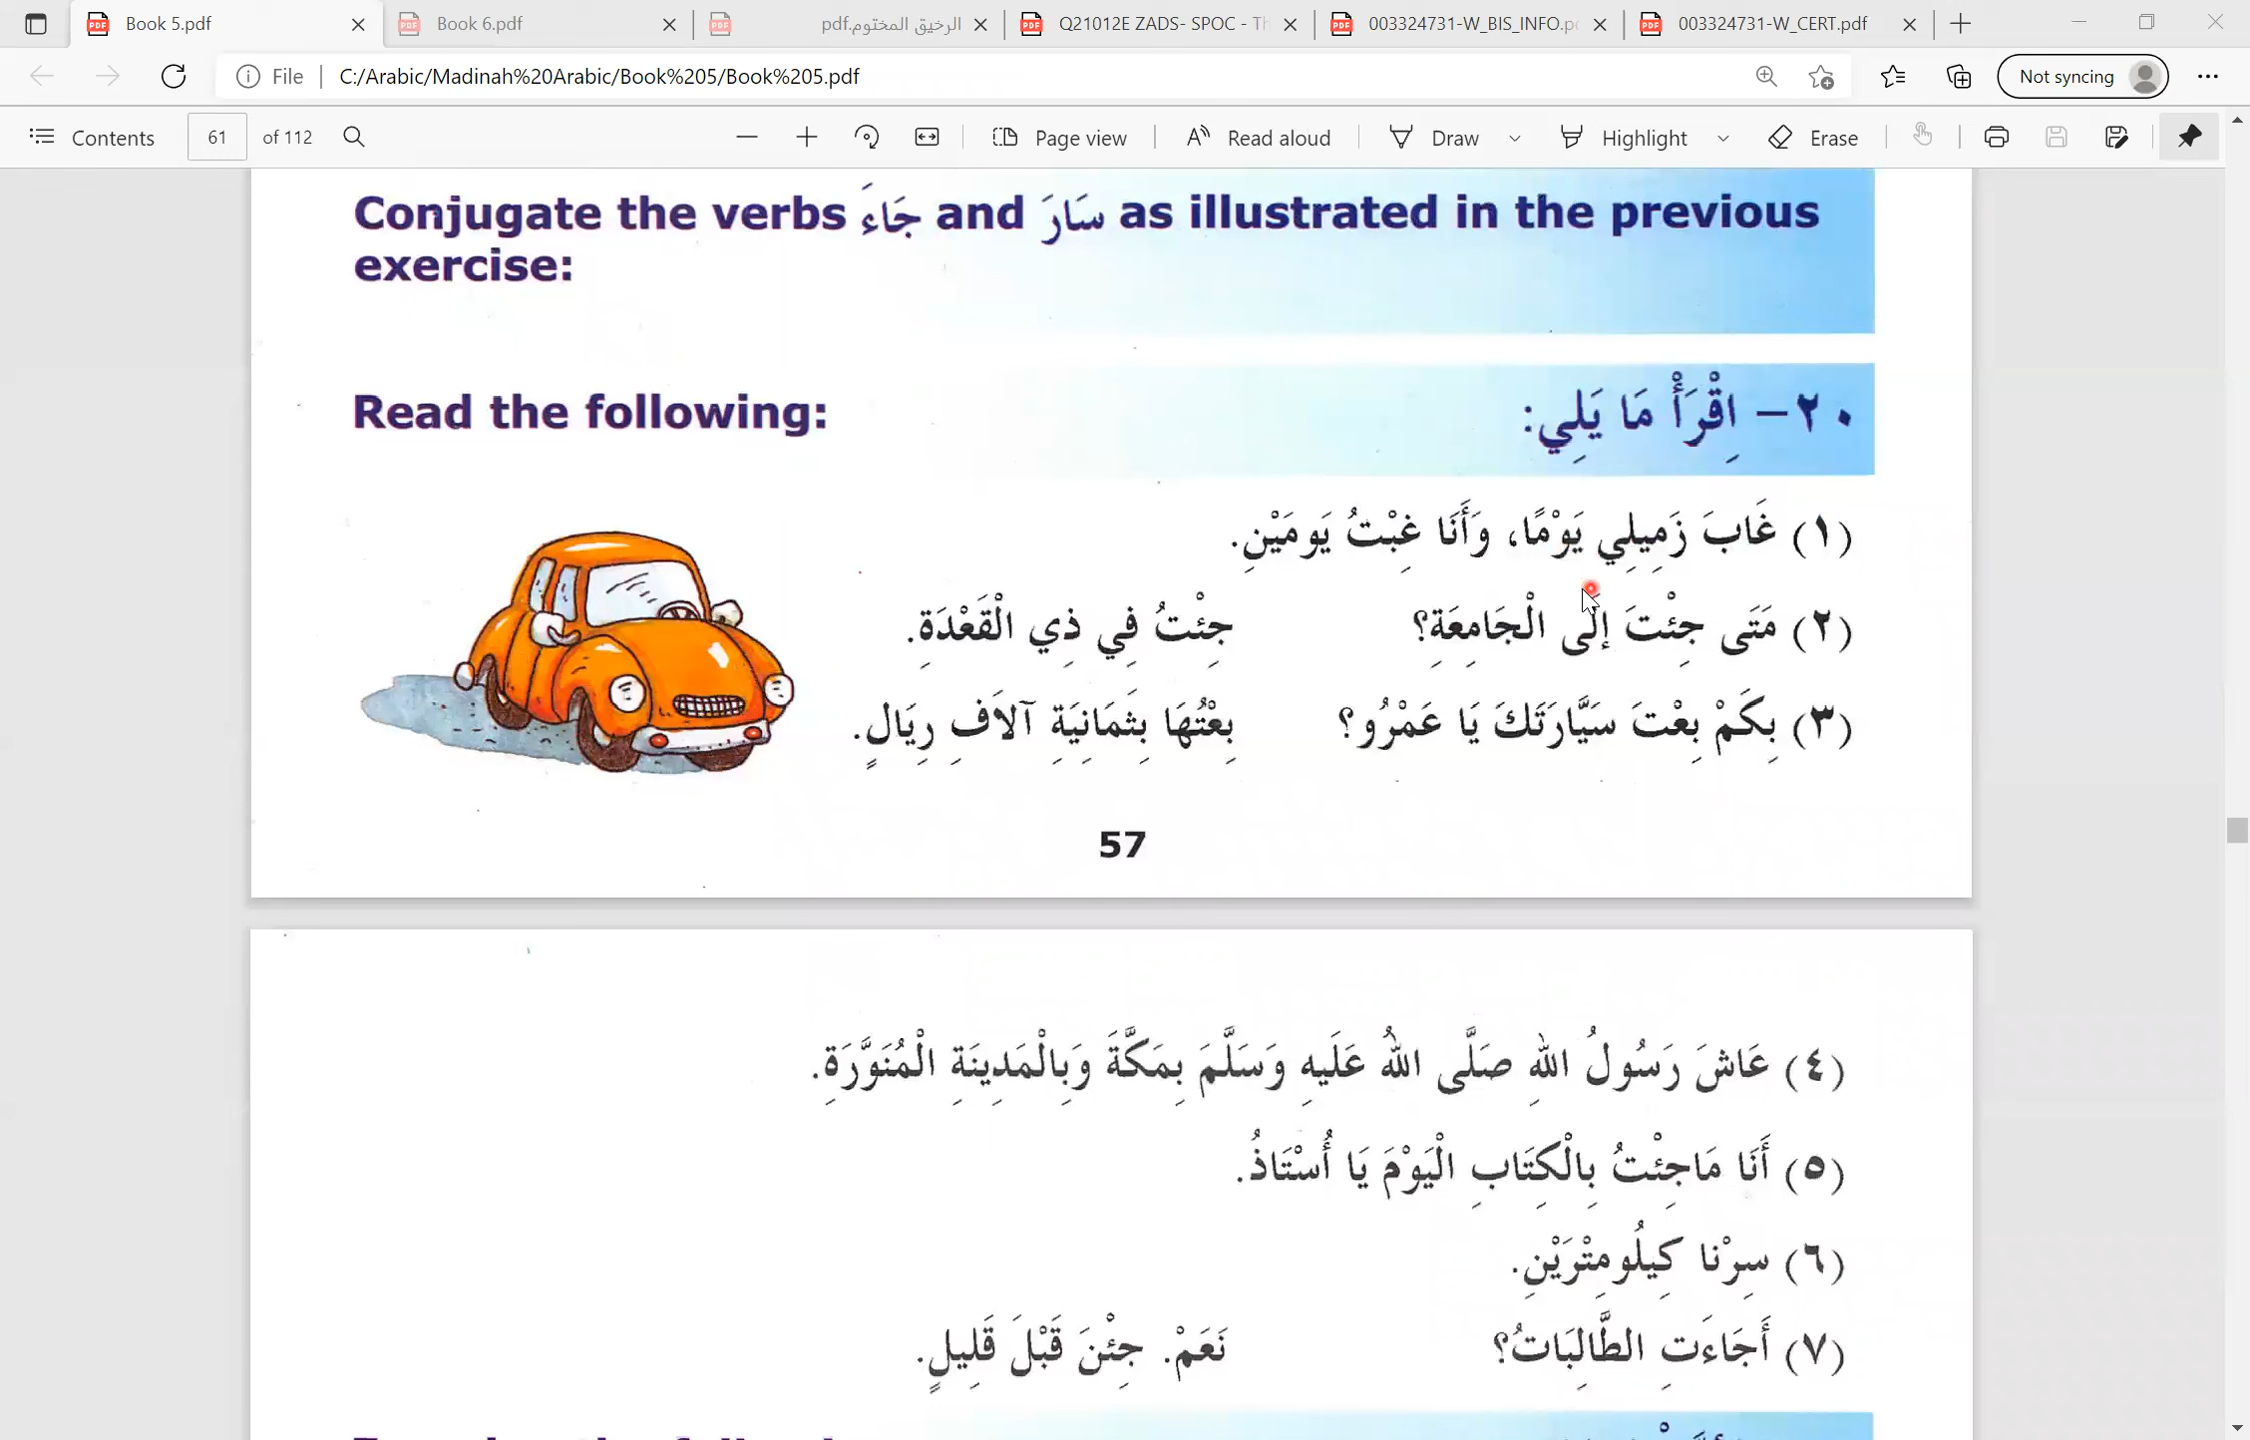 Book 5.pdf
Book 6.pdf
الرحيق المختوم.pdf
Q21012E ZADS- SPOC - Th
003324731-W_BIS_INFO.p
003324731-W_CERT.pdf
File
C:/Arabic/Madinah%20Arabic/Book%205/Book%205.pdf
Not syncing
Contents
61 of 112
Page view
Read aloud
Draw
Highlight
Erase
Conjugate the verbs جَاءَ and سَارَ as illustrated in the previous
exercise:
Read the following: ٢٠- اِقْرَأْ مَا يَلِي:
(١) غَابَ زَمِيلِي يَوْمًا، وَأَنَا غِبْتُ يَومَيْنِ.
(٢) مَتَى جِئْتَ إِلَى الْجَامِعَةِ؟ جِئْتُ فِي ذِي الْقَعْدَةِ.
(٣) بِكَمْ بِعْتَ سَيَّارَتَكَ يَا عَمْرُو؟ بِعْتُهَا بِثَمَانِيَةِ آلاَفِ رِيَالٍ.
57
(٤) عَاشَ رَسُولُ اللهِ صَلَّى اللهُ عَلَيهِ وَسَلَّمَ بِمَكَّةَ وَبِالْمَدِينَةِ الْمُنَوَّرَةِ.
(٥) أَنَا مَاجِئْتُ بِالْكِتَابِ الْيَوْمَ يَا أُسْتَاذُ.
(٦) سِرْنا كِيلُومِتْرَيْنِ.
(٧) أَجَاءَتِ الطَّالِبَاتُ؟ نَعَمْ. جِئْنَ قَبْلَ قَلِيلٍ.